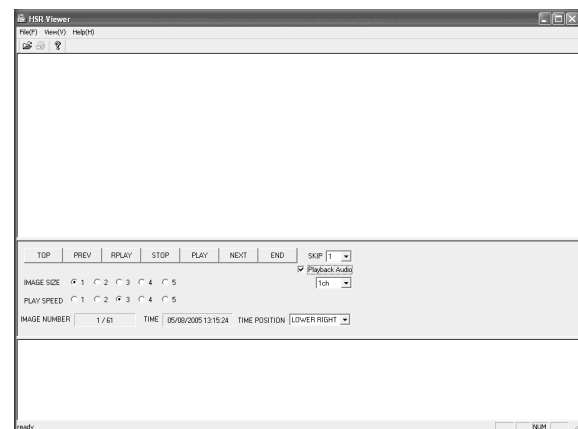 HSR Viewer
File(F) View(V) Help(H)
TOP PREV RPLAY STOP PLAY NEXT END SKIP 1
Playback Audio
IMAGE SIZE 1 2 3 4 5 1ch
PLAY SPEED 1 2 3 4 5
IMAGE NUMBER 1 / 61 TIME 05/08/2005 13:15:24 TIME POSITION LOWER RIGHT
ready NUM